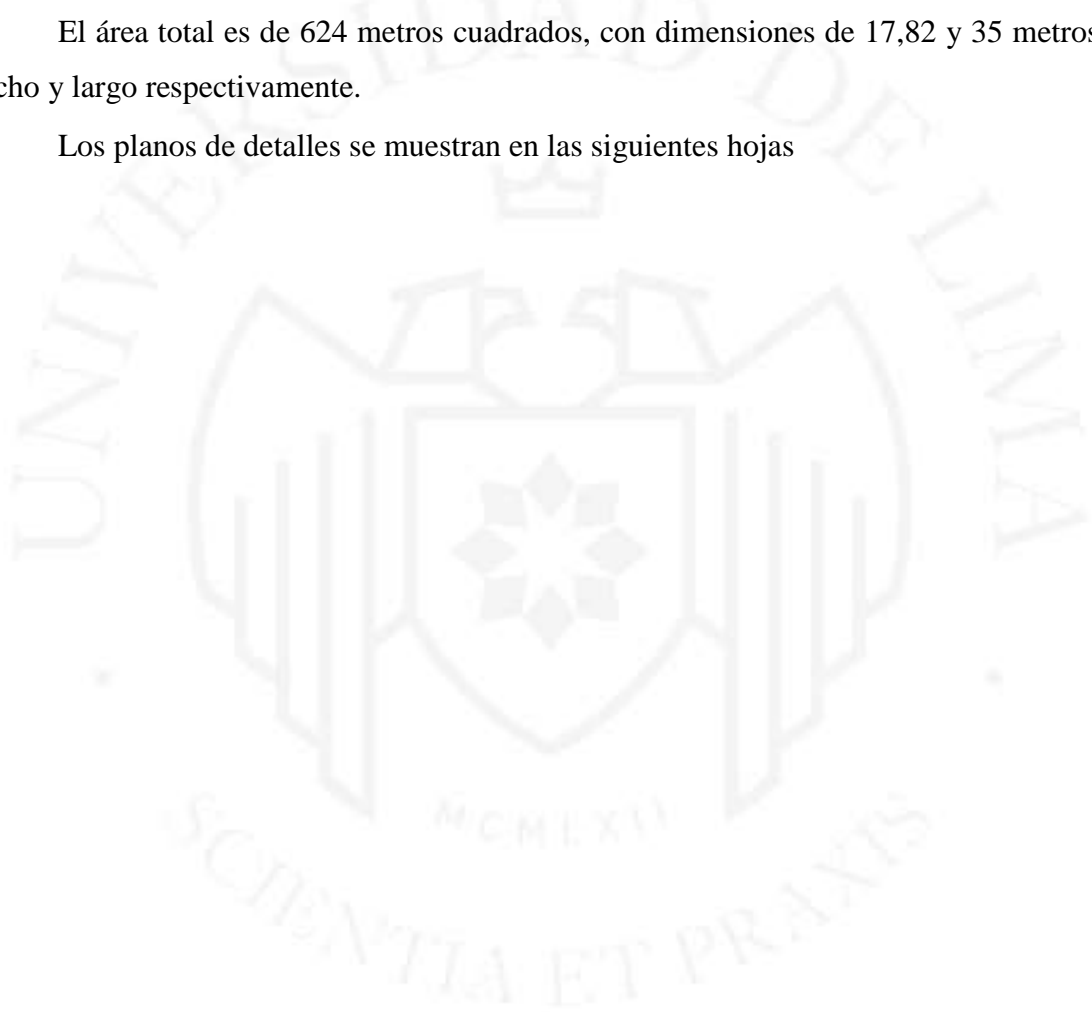 El área total es de 624 metros cuadrados, con dimensiones de 17,82 y 35 metros
cho y largo respectivamente.
Los planos de detalles se muestran en las siguientes hojas
UNIVERSIDAD DE LIMA
MCMLXII
SCIENTIA ET PRAXIS